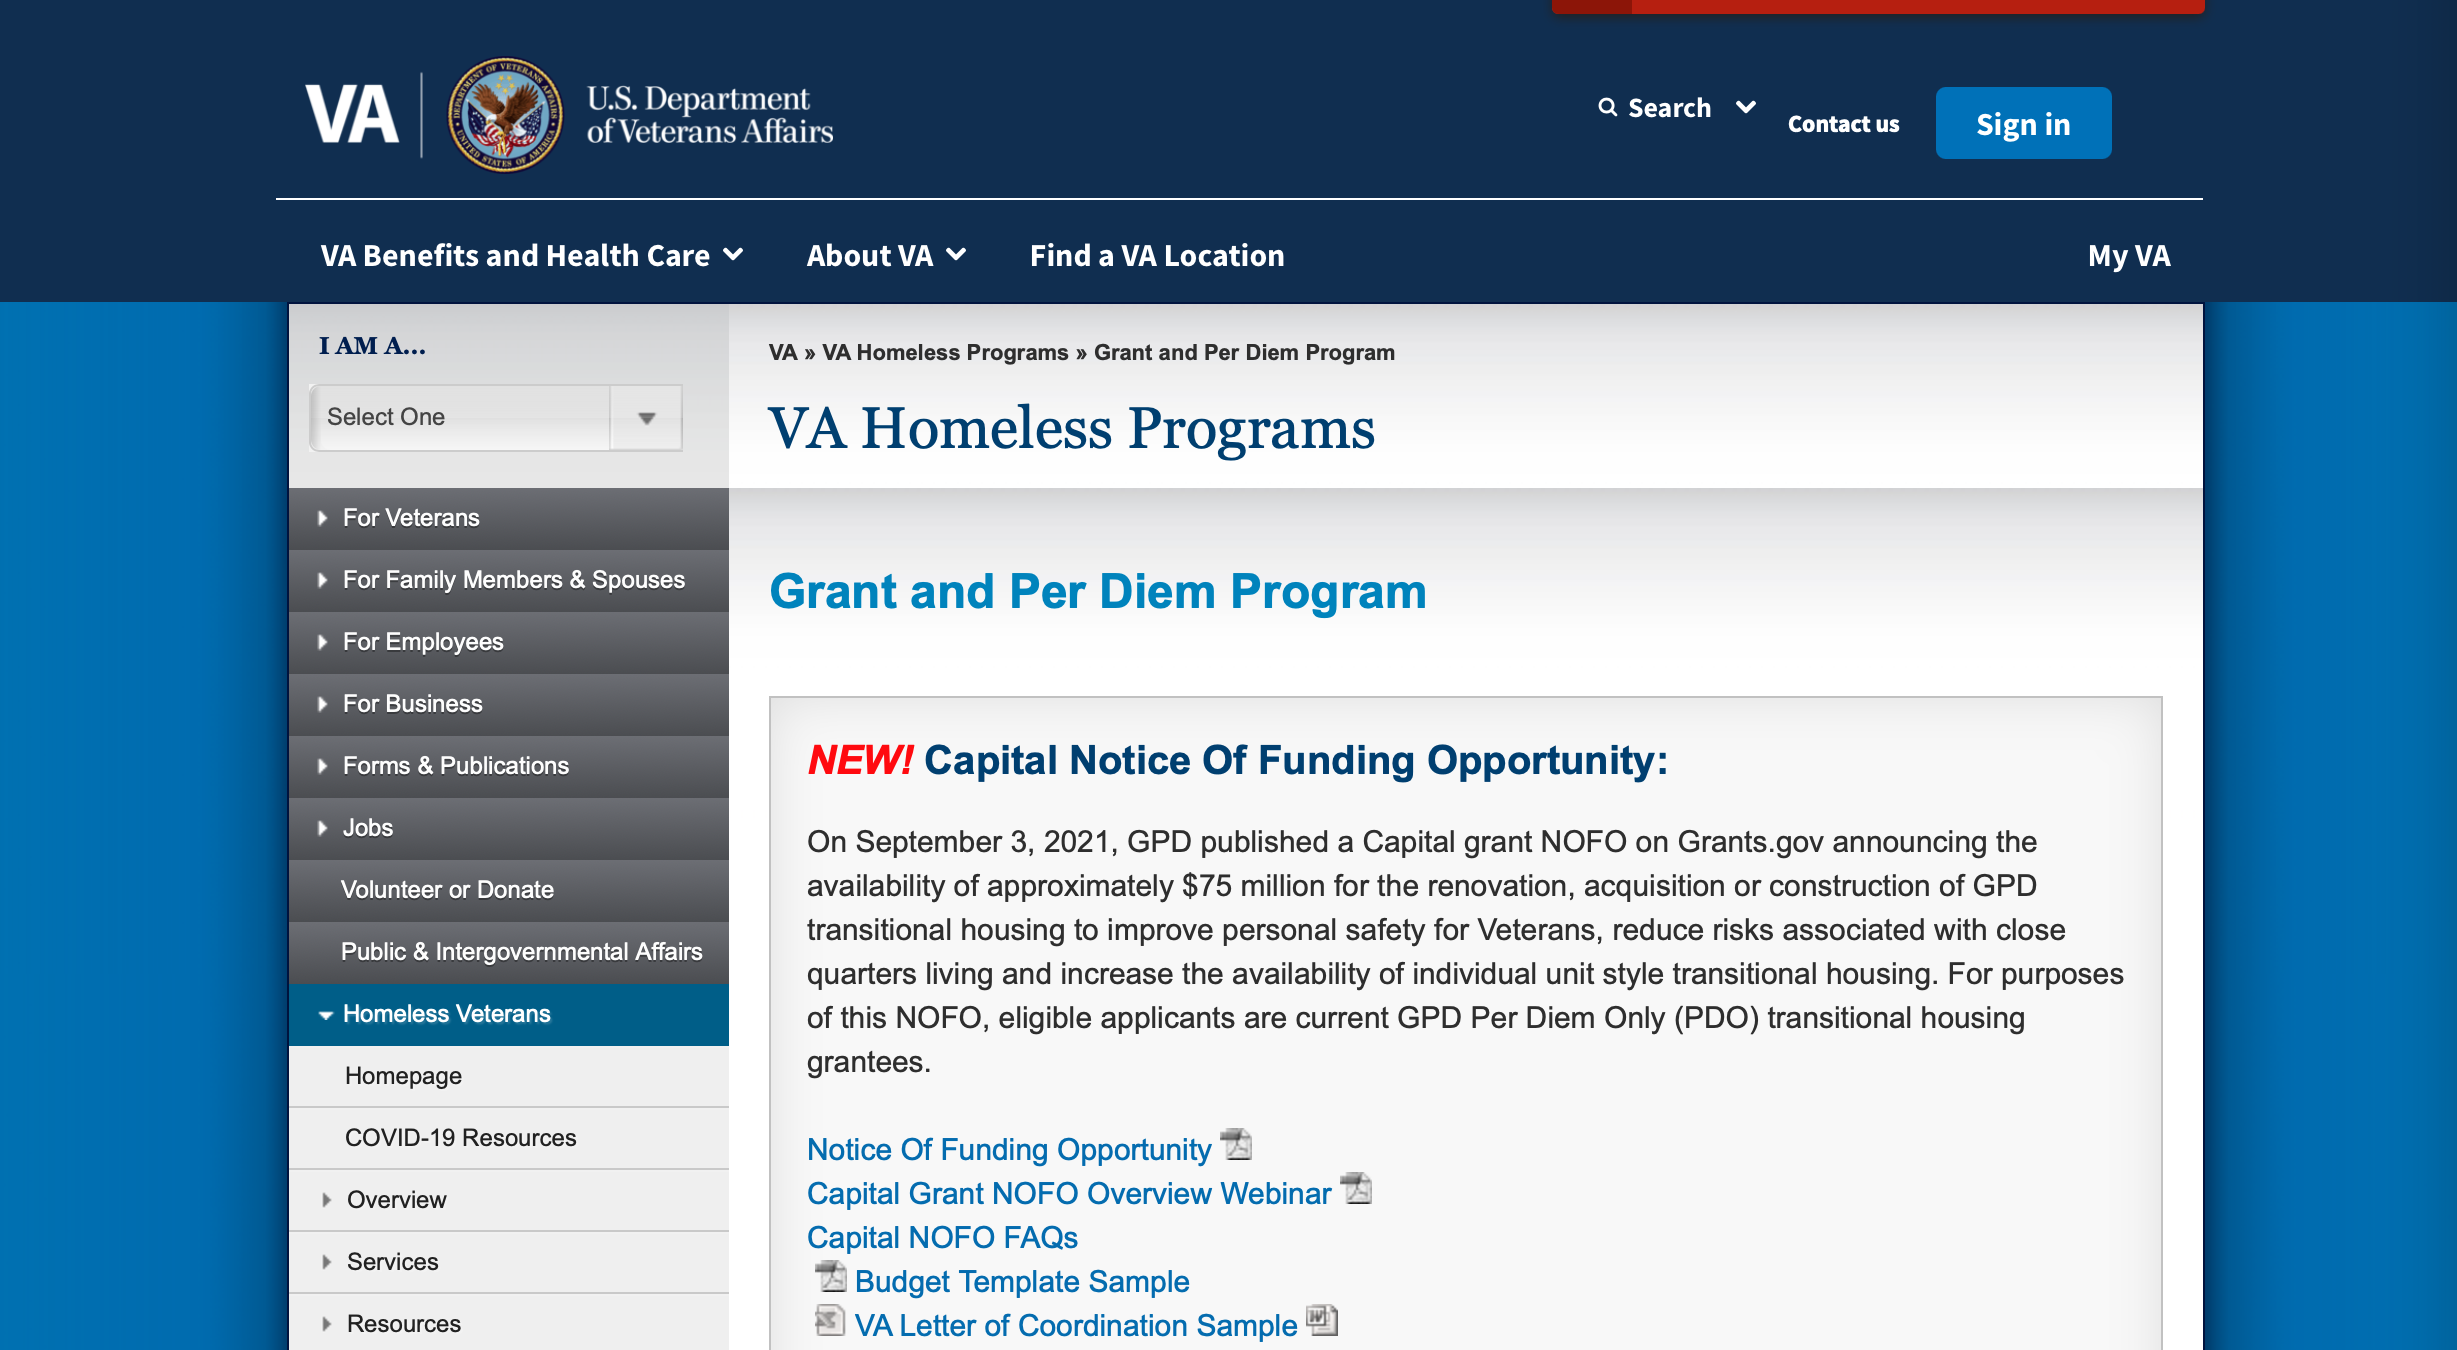 VA
U.S. Department
of Veterans Affairs
Search
Contact us
Sign in
VA Benefits and Health Care
About VA
Find a VA Location
My VA
I AM A...
Select One
For Veterans
For Family Members & Spouses
For Employees
For Business
Forms & Publications
Jobs
Volunteer or Donate
Public & Intergovernmental Affairs
Homeless Veterans
Homepage
COVID-19 Resources
Overview
Services
Resources
VA » VA Homeless Programs » Grant and Per Diem Program
VA Homeless Programs
Grant and Per Diem Program
NEW! Capital Notice Of Funding Opportunity:
On September 3, 2021, GPD published a Capital grant NOFO on Grants.gov announcing the
availability of approximately $75 million for the renovation, acquisition or construction of GPD
transitional housing to improve personal safety for Veterans, reduce risks associated with close
quarters living and increase the availability of individual unit style transitional housing. For purposes
of this NOFO, eligible applicants are current GPD Per Diem Only (PDO) transitional housing
grantees.
Notice Of Funding Opportunity
Capital Grant NOFO Overview Webinar
Capital NOFO FAQs
Budget Template Sample
VA Letter of Coordination Sample